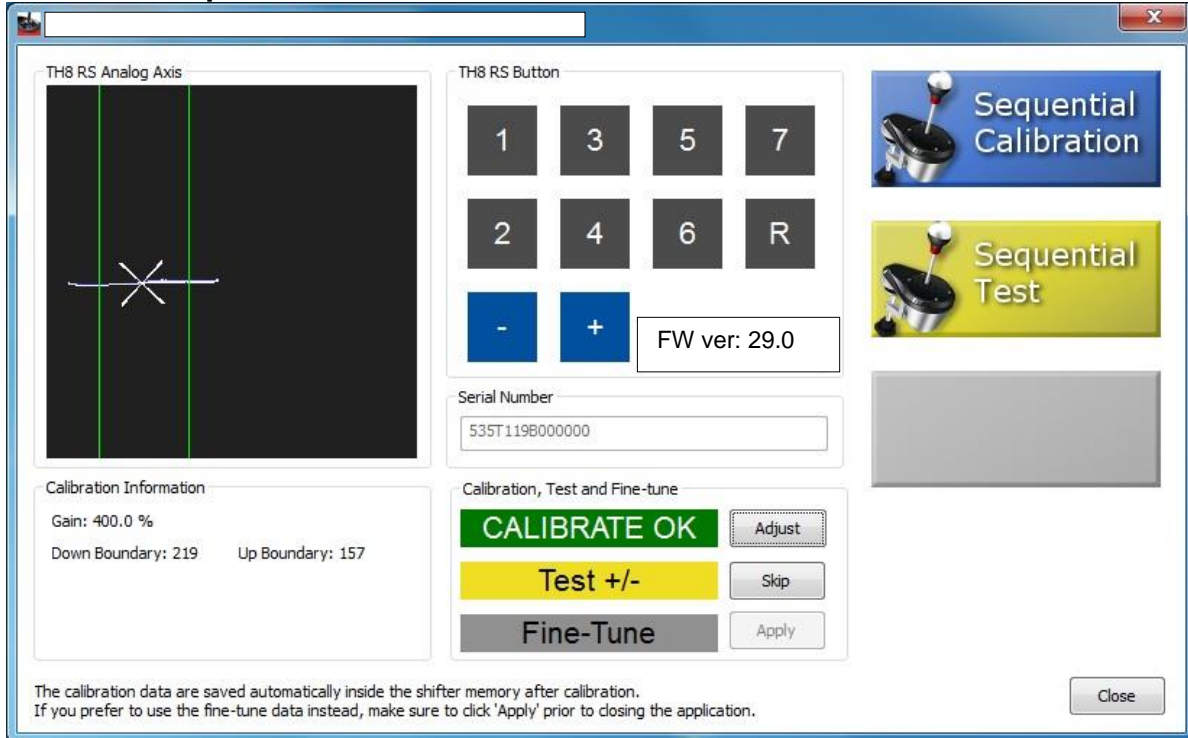 TH8 RS Analog Axis
TH8 RS Button
1 3 5 7
2 4 6 R
- +
FW ver: 29.0
Serial Number
535T119B000000
Sequential
Calibration
Sequential
Test
Calibration Information
Gain: 400.0 %
Down Boundary: 219 Up Boundary: 157
Calibration, Test and Fine-tune
CALIBRATE OK Adjust
Test +/- Skip
Fine-Tune Apply
The calibration data are saved automatically inside the shifter memory after calibration.
If you prefer to use the fine-tune data instead, make sure to click 'Apply' prior to closing the application.
Close